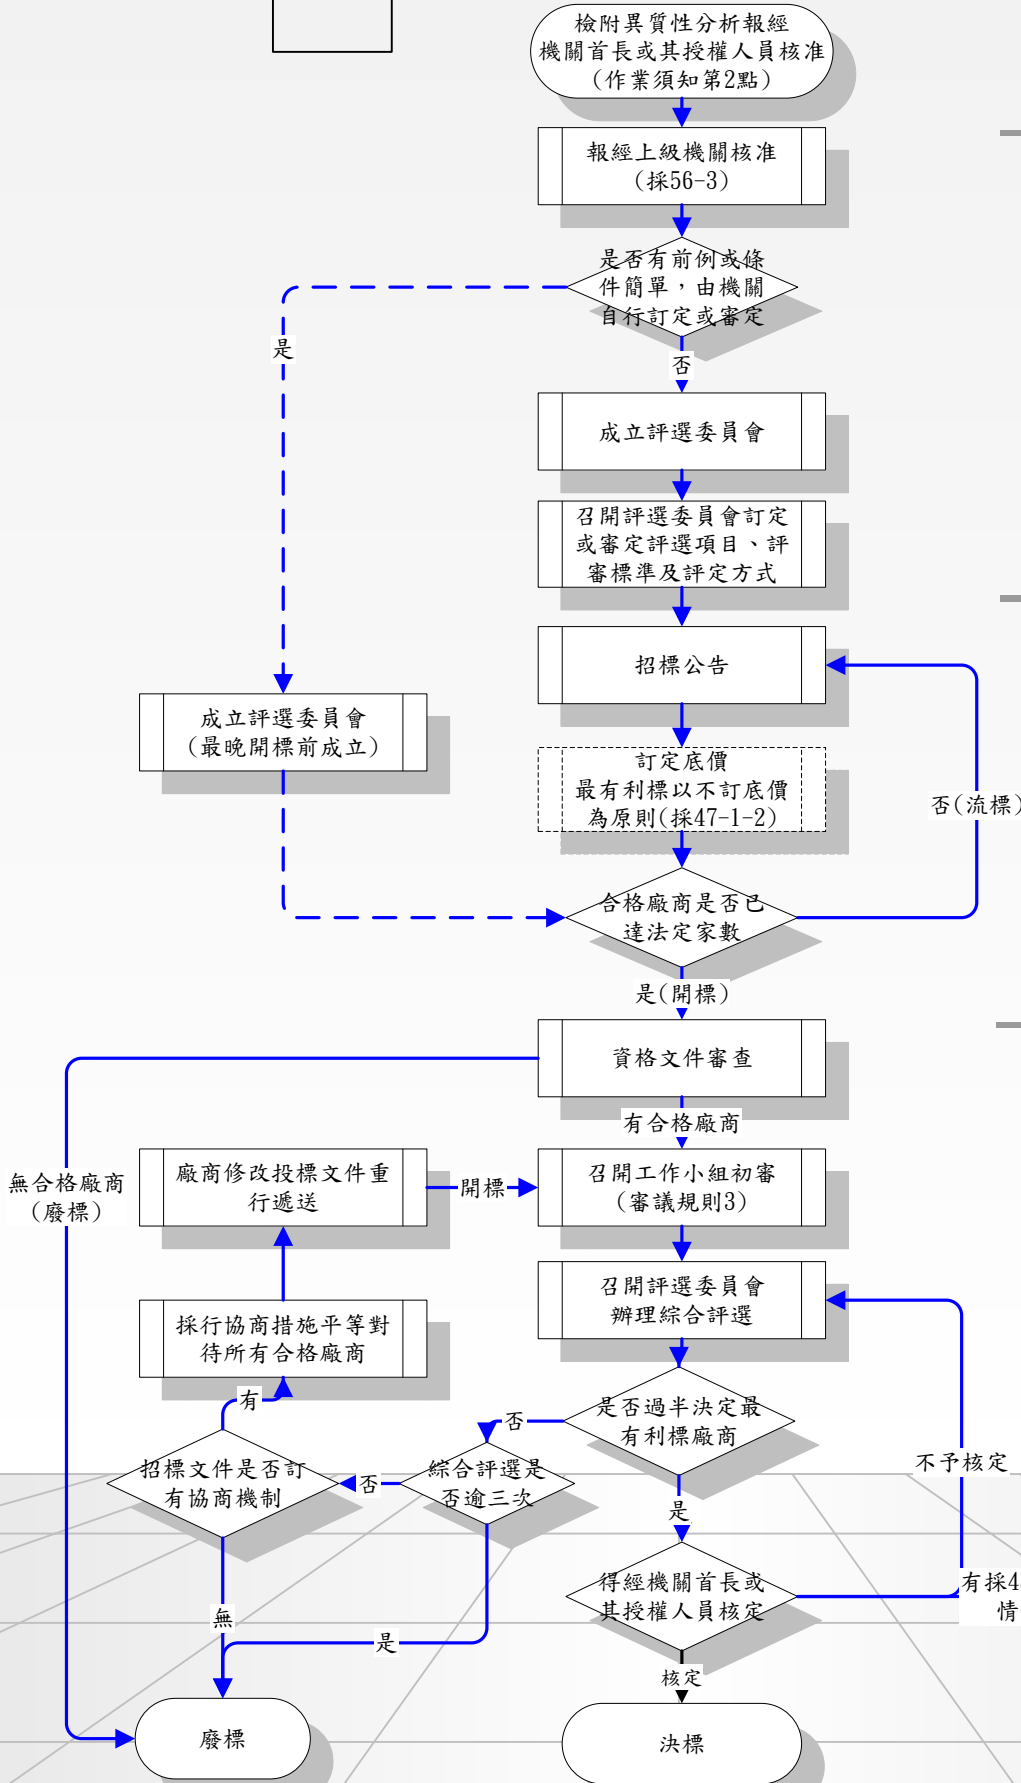 檢附異質性分析報經
機關首長或其授權人員核准
(作業須知第2點)
報經上級機關核准
(採56-3)
是否有前例或條
件簡單，由機關
自行訂定或審定
是
否
成立評選委員會
召開評選委員會訂定
或審定評選項目、評
審標準及評定方式
招標公告
成立評選委員會
(最晚開標前成立)
訂定底價
最有利標以不訂底價
為原則(採47-1-2)
否(流標)
合格廠商是否已
達法定家數
是(開標)
資格文件審查
有合格廠商
無合格廠商
(廢標)
廠商修改投標文件重
行遞送
開標
召開工作小組初審
(審議規則3)
召開評選委員會
辦理綜合評選
採行協商措施平等對
待所有合格廠商
有
否
是否過半決定最
有利標廠商
招標文件是否訂
有協商機制
否
綜合評選是
否逾三次
不予核定
是
得經機關首長或
其授權人員核定
有採4
情
無
是
核定
廢標
決標